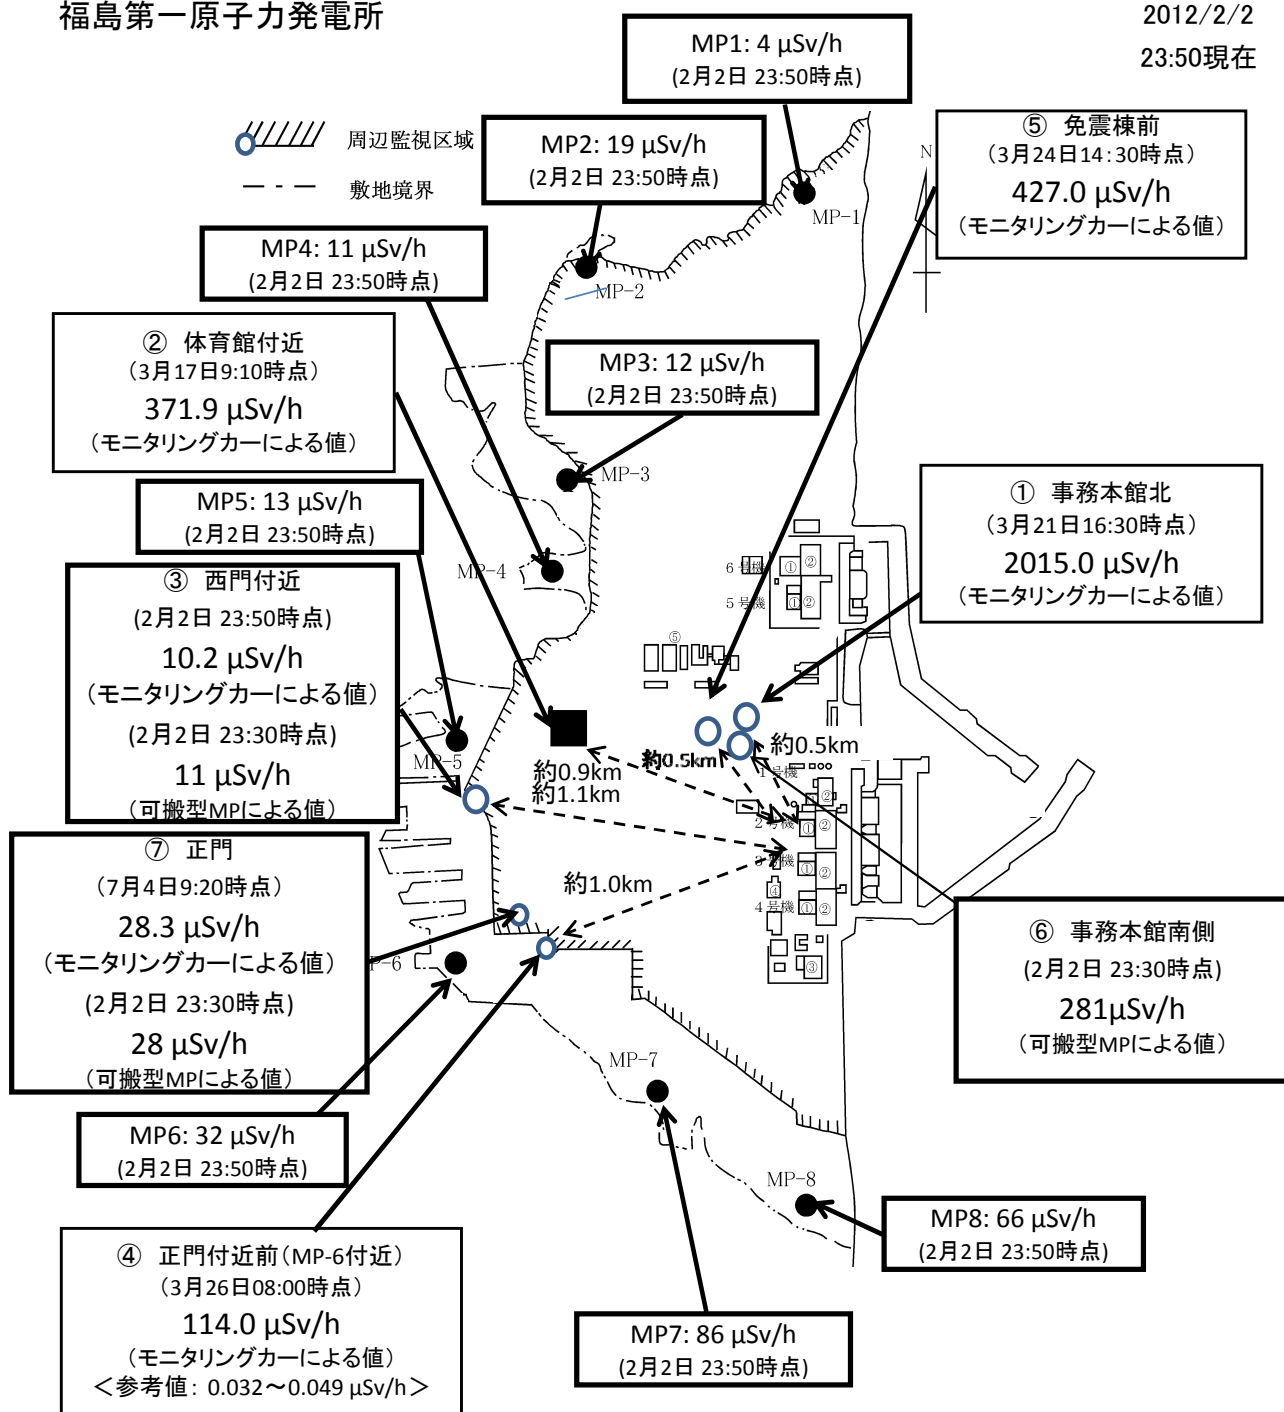 福島第一原子力発電所
2012/2/2
23:50現在
MP1: 4 μSv/h
(2月2日 23:50時点)
周辺監視区域
敷地境界
MP2: 19 μSv/h
(2月2日 23:50時点)
⑤ 免震棟前
(3月24日14:30時点)
427.0 μSv/h
(モニタリングカーによる値)
N
MP-1
MP4: 11 μSv/h
(2月2日 23:50時点)
MP-2
② 体育館付近
(3月17日9:10時点)
371.9 μSv/h
(モニタリングカーによる値)
MP3: 12 μSv/h
(2月2日 23:50時点)
MP-3
MP5: 13 μSv/h
(2月2日 23:50時点)
① 事務本館北
(3月21日16:30時点)
2015.0 μSv/h
(モニタリングカーによる値)
MP-4
6号機
① ②
5号機
① ②
③ 西門付近
(2月2日 23:50時点)
10.2 μSv/h
(モニタリングカーによる値)
(2月2日 23:30時点)
11 μSv/h
(可搬型MPによる値)
⑤
MP-5
約0.9km
約1.1km
約0.5km
約0.5km
1号機
②
2号機
① ②
3号機
① ②
④
4号機
① ②
③
約1.0km
⑦ 正門
(7月4日9:20時点)
28.3 μSv/h
(モニタリングカーによる値)
(2月2日 23:30時点)
28 μSv/h
(可搬型MPによる値)
P-6
⑥ 事務本館南側
(2月2日 23:30時点)
281μSv/h
(可搬型MPによる値)
MP-7
MP6: 32 μSv/h
(2月2日 23:50時点)
MP-8
MP8: 66 μSv/h
(2月2日 23:50時点)
④ 正門付近前(MP-6付近)
(3月26日08:00時点)
114.0 μSv/h
(モニタリングカーによる値)
＜参考値: 0.032～0.049 μSv/h＞
MP7: 86 μSv/h
(2月2日 23:50時点)